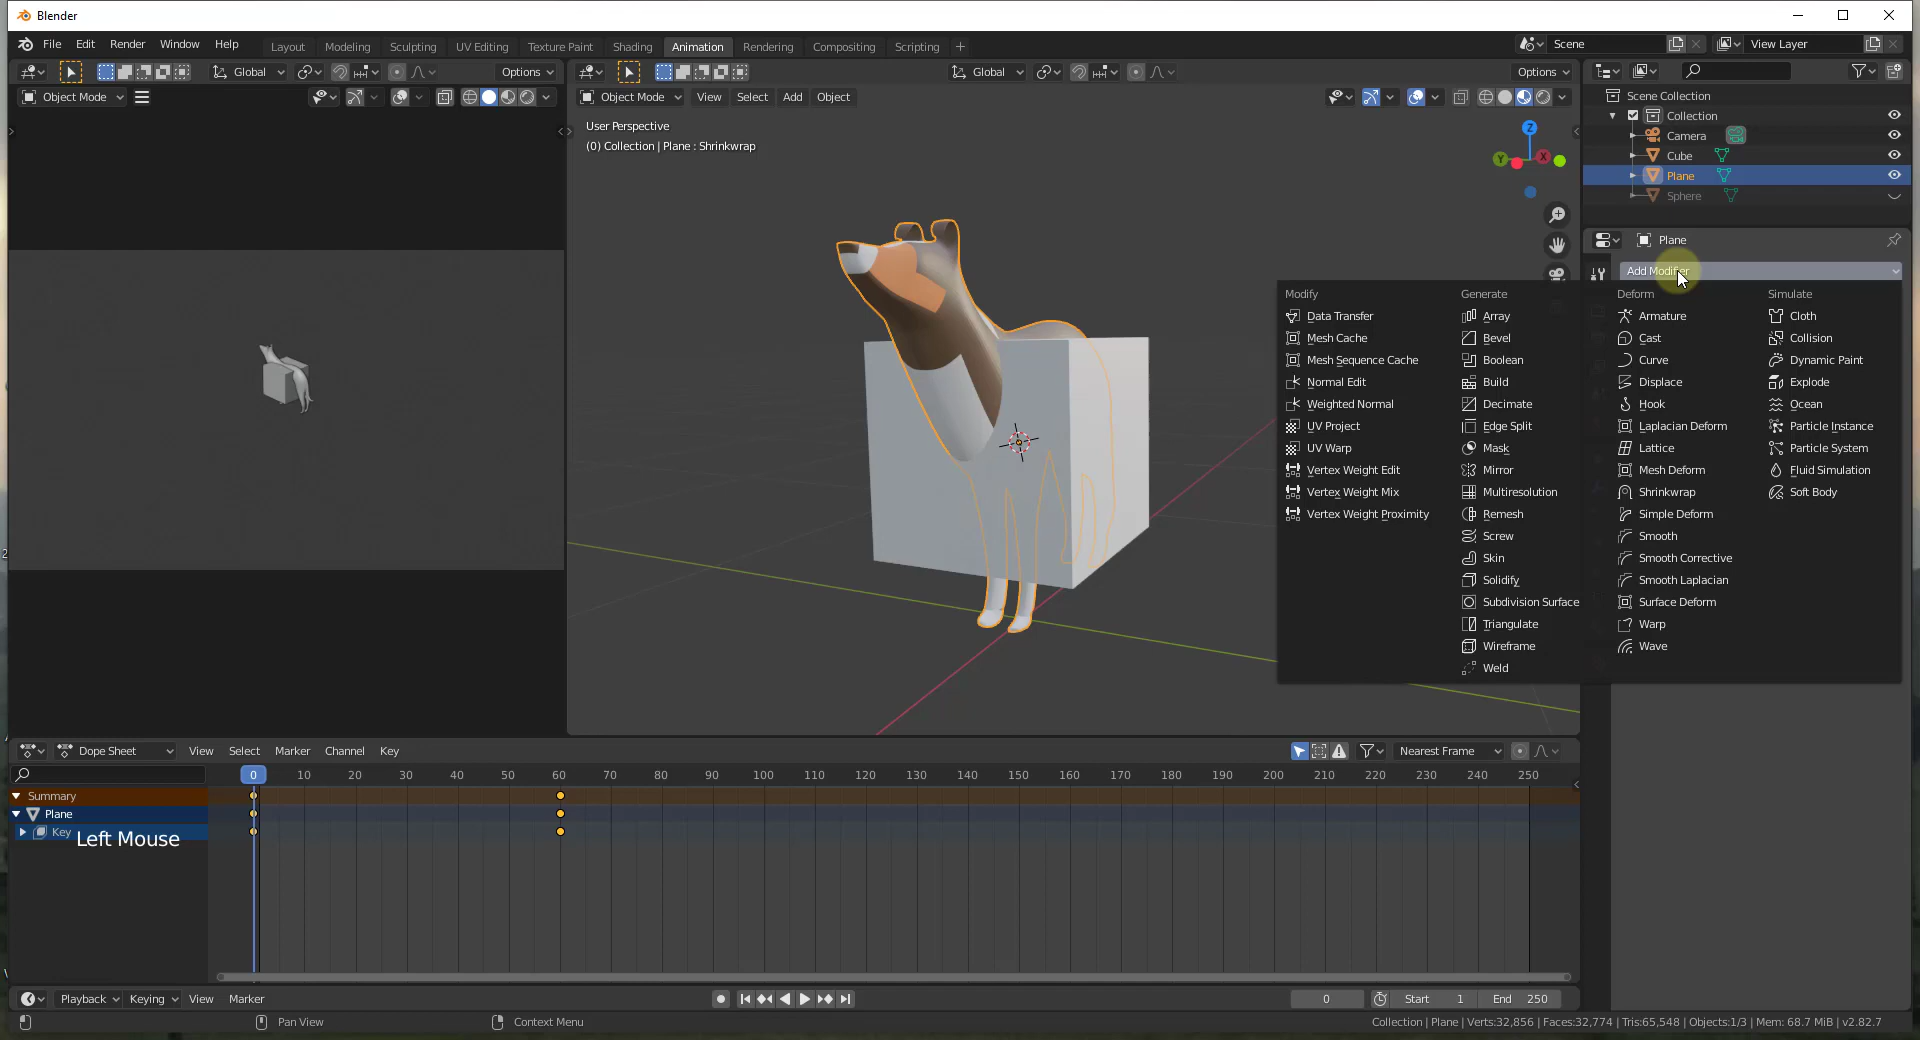 Blender
File Edit Render Window Help
Layout Modeling Sculpting UV Editing Texture Paint Shading Animation Rendering Compositing Scripting +
Scene
View Layer
Global
Options
Global
Options
Object Mode
Object Mode View Select Add Object
User Perspective
(0) Collection | Plane : Shrinkwrap
Z
Y
X
Scene Collection
Collection
Camera
Cube
Plane
Sphere
Plane
Add Modifier
Modify
Data Transfer
Mesh Cache
Mesh Sequence Cache
Normal Edit
Weighted Normal
UV Project
UV Warp
Vertex Weight Edit
Vertex Weight Mix
Vertex Weight Proximity
Generate
Array
Bevel
Boolean
Build
Decimate
Edge Split
Mask
Mirror
Multiresolution
Remesh
Screw
Skin
Solidify
Subdivision Surface
Triangulate
Wireframe
Weld
Deform
Armature
Cast
Curve
Displace
Hook
Laplacian Deform
Lattice
Mesh Deform
Shrinkwrap
Simple Deform
Smooth
Smooth Corrective
Smooth Laplacian
Surface Deform
Warp
Wave
Simulate
Cloth
Collision
Dynamic Paint
Explode
Ocean
Particle Instance
Particle System
Fluid Simulation
Soft Body
Dope Sheet View Select Marker Channel Key
Nearest Frame
0 10 20 30 40 50 60 70 80 90 100 110 120 130 140 150 160 170 180 190 200 210 220 230 240 250
Summary
Plane
Key
Left Mouse
Playback Keying View Marker
0
Start 1
End 250
Pan View
Context Menu
Collection | Plane | Verts:32,856 | Faces:32,774 | Tris:65,548 | Objects:1/3 | Mem: 68.7 MiB | v2.82.7